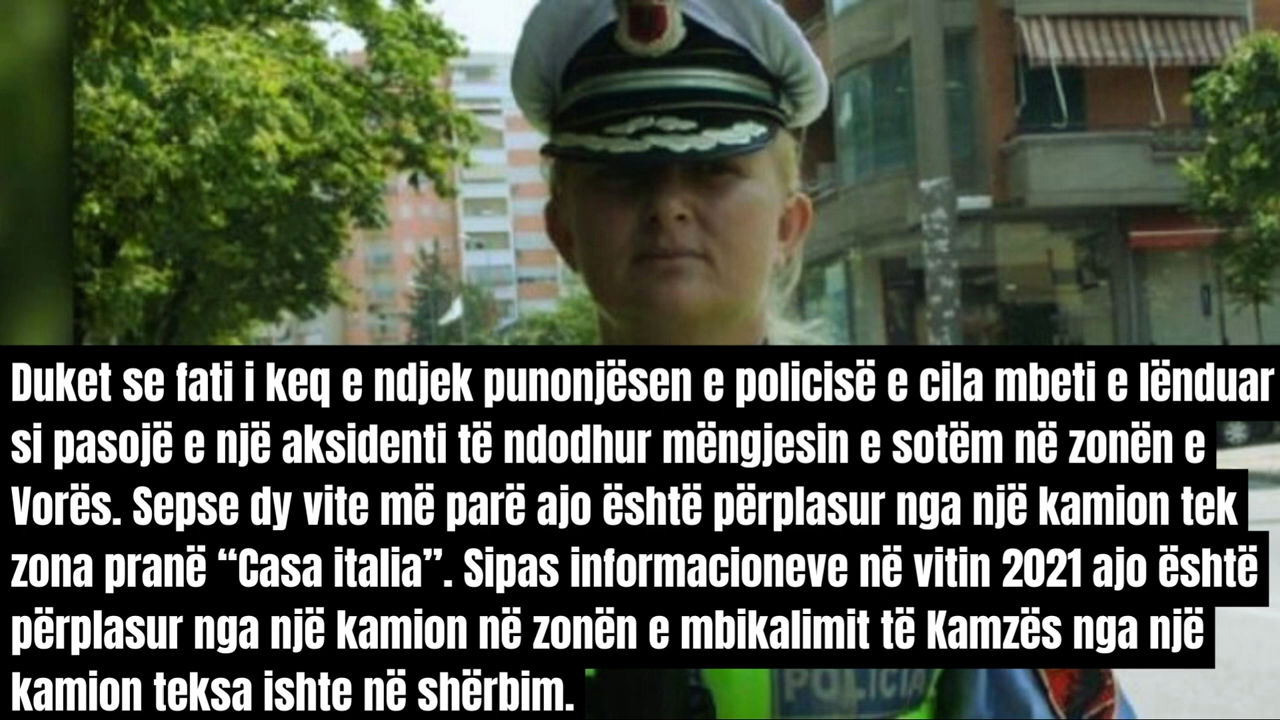 Duket se fati i keq e ndjek punonjësen e policisë e cila mbeti e lënduar
si pasojë e një aksidenti të ndodhur mëngjesin e sotëm në zonën e
Vorës. Sepse dy vite më parë ajo është përplasur nga një kamion tek
zona pranë “Casa italia”. Sipas informacioneve në vitin 2021 ajo është
përplasur nga një kamion në zonën e mbikalimit të Kamzës nga një
kamion teksa ishte në shërbim.
POLICIA